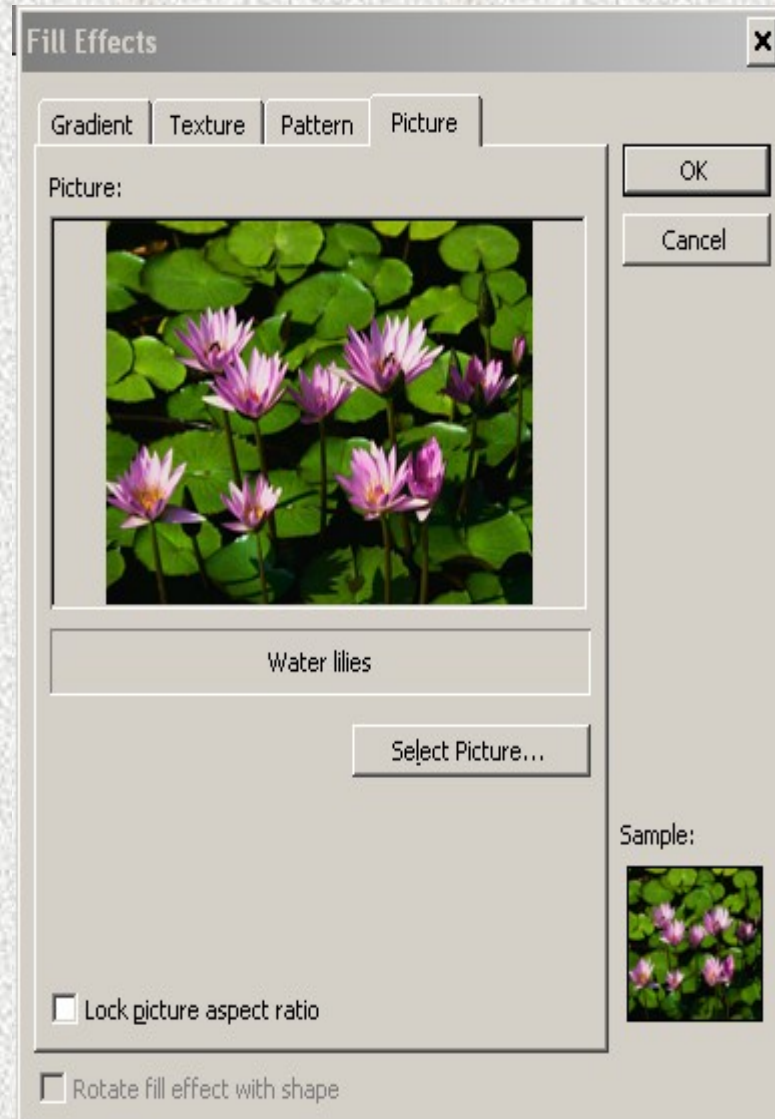 Fill Effects
Gradient Texture Pattern Picture
Picture:
OK
Cancel
Water lilies
Select Picture...
Sample:
Lock picture aspect ratio
Rotate fill effect with shape